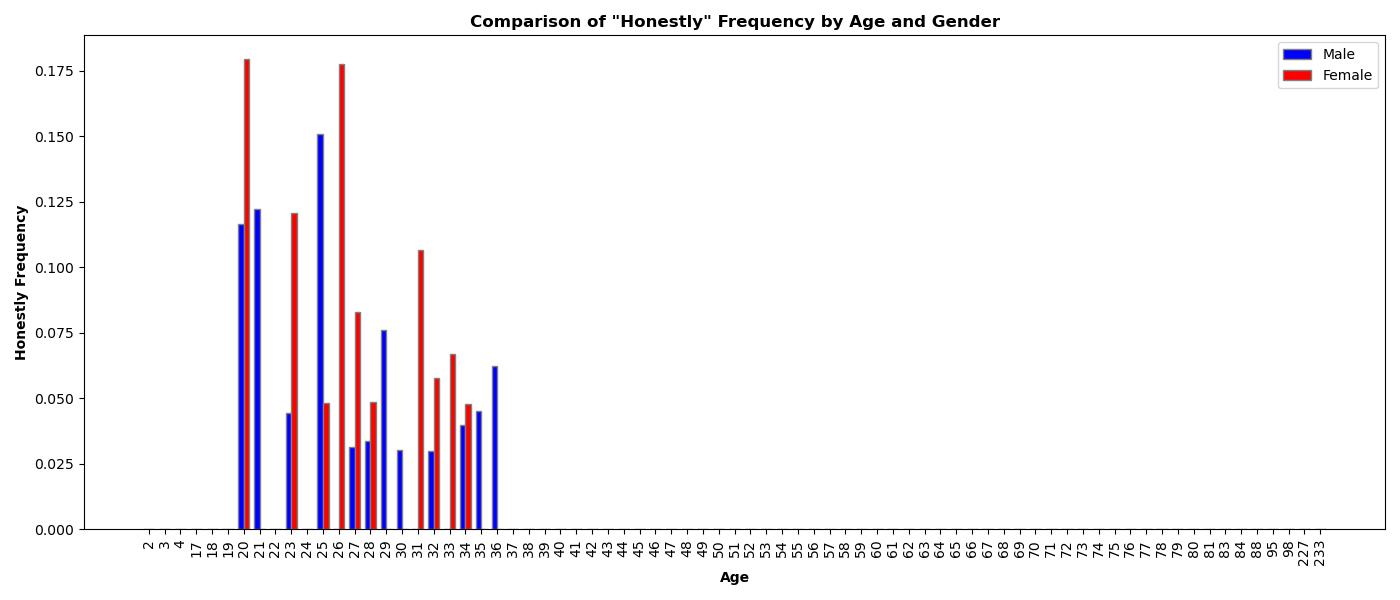 Comparison of "Honestly" Frequency by Age and Gender
Male
Female
Honestly Frequency
0.175
0.150
0.125
0.100
0.075
0.050
0.025
0.000
2 3 4 17 18 19 20 21 22 23 24 25 26 27 28 29 30 31 32 33 34 35 36 37 38 39 40 41 42 43 44 45 46 47 48 49 50 51 52 53 54 55 56 57 58 59 60 61 62 63 64 65 66 67 68 69 70 71 72 73 74 75 76 77 78 79 80 81 83 84 88 95 98 227 233
Age